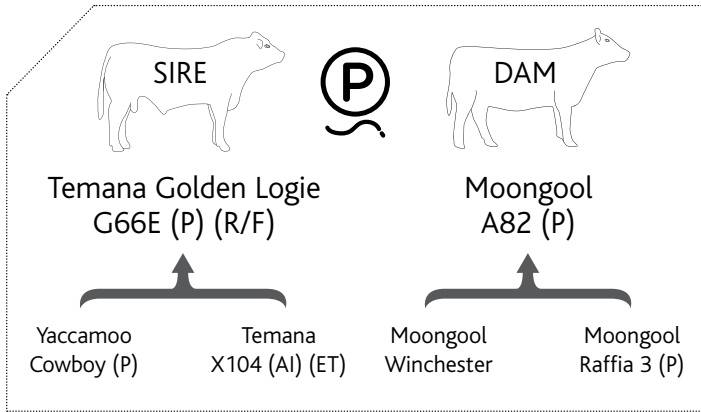 SIRE
P
DAM
Temana Golden Logie
G66E (P) (R/F)
Moongool
A82 (P)
Yaccamoo
Cowboy (P)
Temana
X104 (AI) (ET)
Moongool
Winchester
Moongool
Raffia 3 (P)